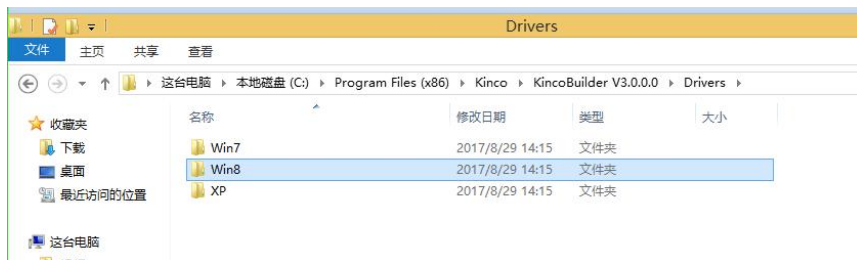 Drivers
文件 主页 共享 查看
这台电脑 本地磁盘 (C:) Program Files (x86) Kinco KincoBuilder V3.0.0.0 Drivers
名称 修改日期 类型 大小
收藏夹
下载
桌面
最近访问的位置
这台电脑
Win7 2017/8/29 14:15 文件夹
Win8 2017/8/29 14:15 文件夹
XP 2017/8/29 14:15 文件夹